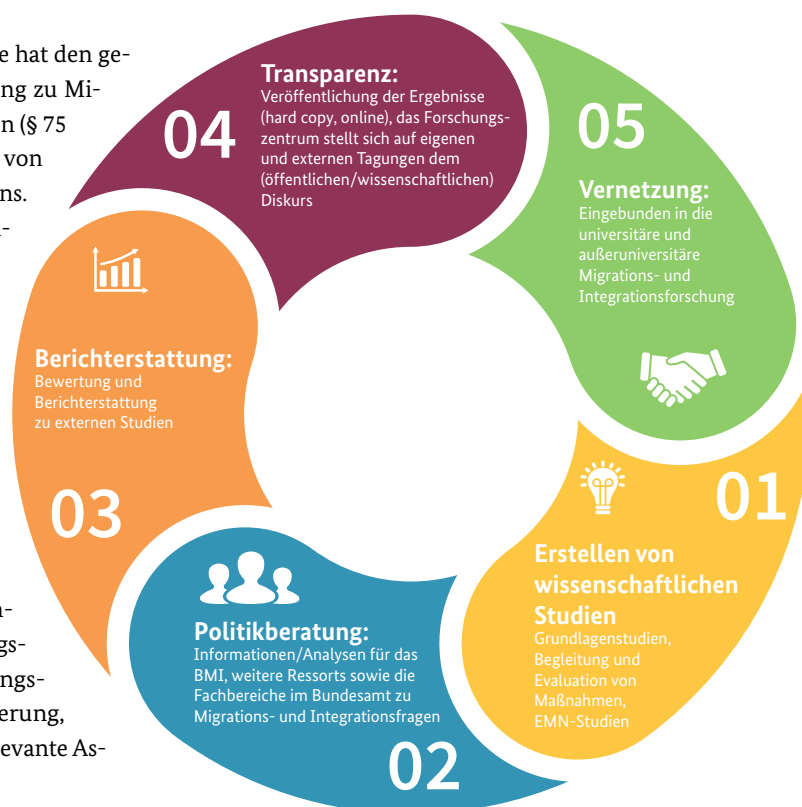 e hat den ge-
ng zu Mi-
n (§ 75
von
ns.
-
n-
gs-
ngs-
erung,
evante As-
04
Transparenz:
Veröffentlichung der Ergebnisse
(hard copy, online), das Forschungs-
zentrum stellt sich auf eigenen
und externen Tagungen dem
(öffentlichen/wissenschaftlichen)
Diskurs
05
Vernetzung:
Eingebunden in die
universitäre und
außeruniversitäre
Migrations- und
Integrationsforschung
Berichterstattung:
Bewertung und
Berichterstattung
zu externen Studien
03
01
Erstellen von
wissenschaftlichen
Studien
Grundlagenstudien,
Begleitung und
Evaluation von
Maßnahmen,
EMN-Studien
Politikberatung:
Informationen/Analysen für das
BMI, weitere Ressorts sowie die
Fachbereiche im Bundesamt zu
Migrations- und Integrationsfragen
02